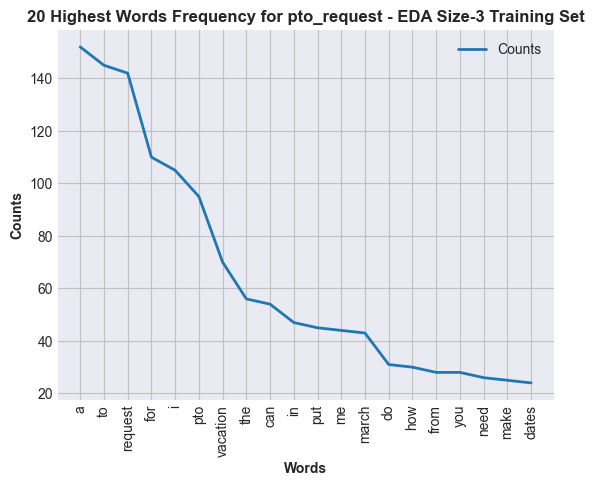 20 Highest Words Frequency for pto_request - EDA Size-3 Training Set
Counts
140
120
100
80
60
40
20
Counts
a
to
request
for
i
pto
vacation
the
can
in
put
me
march
do
how
from
you
need
make
dates
Words